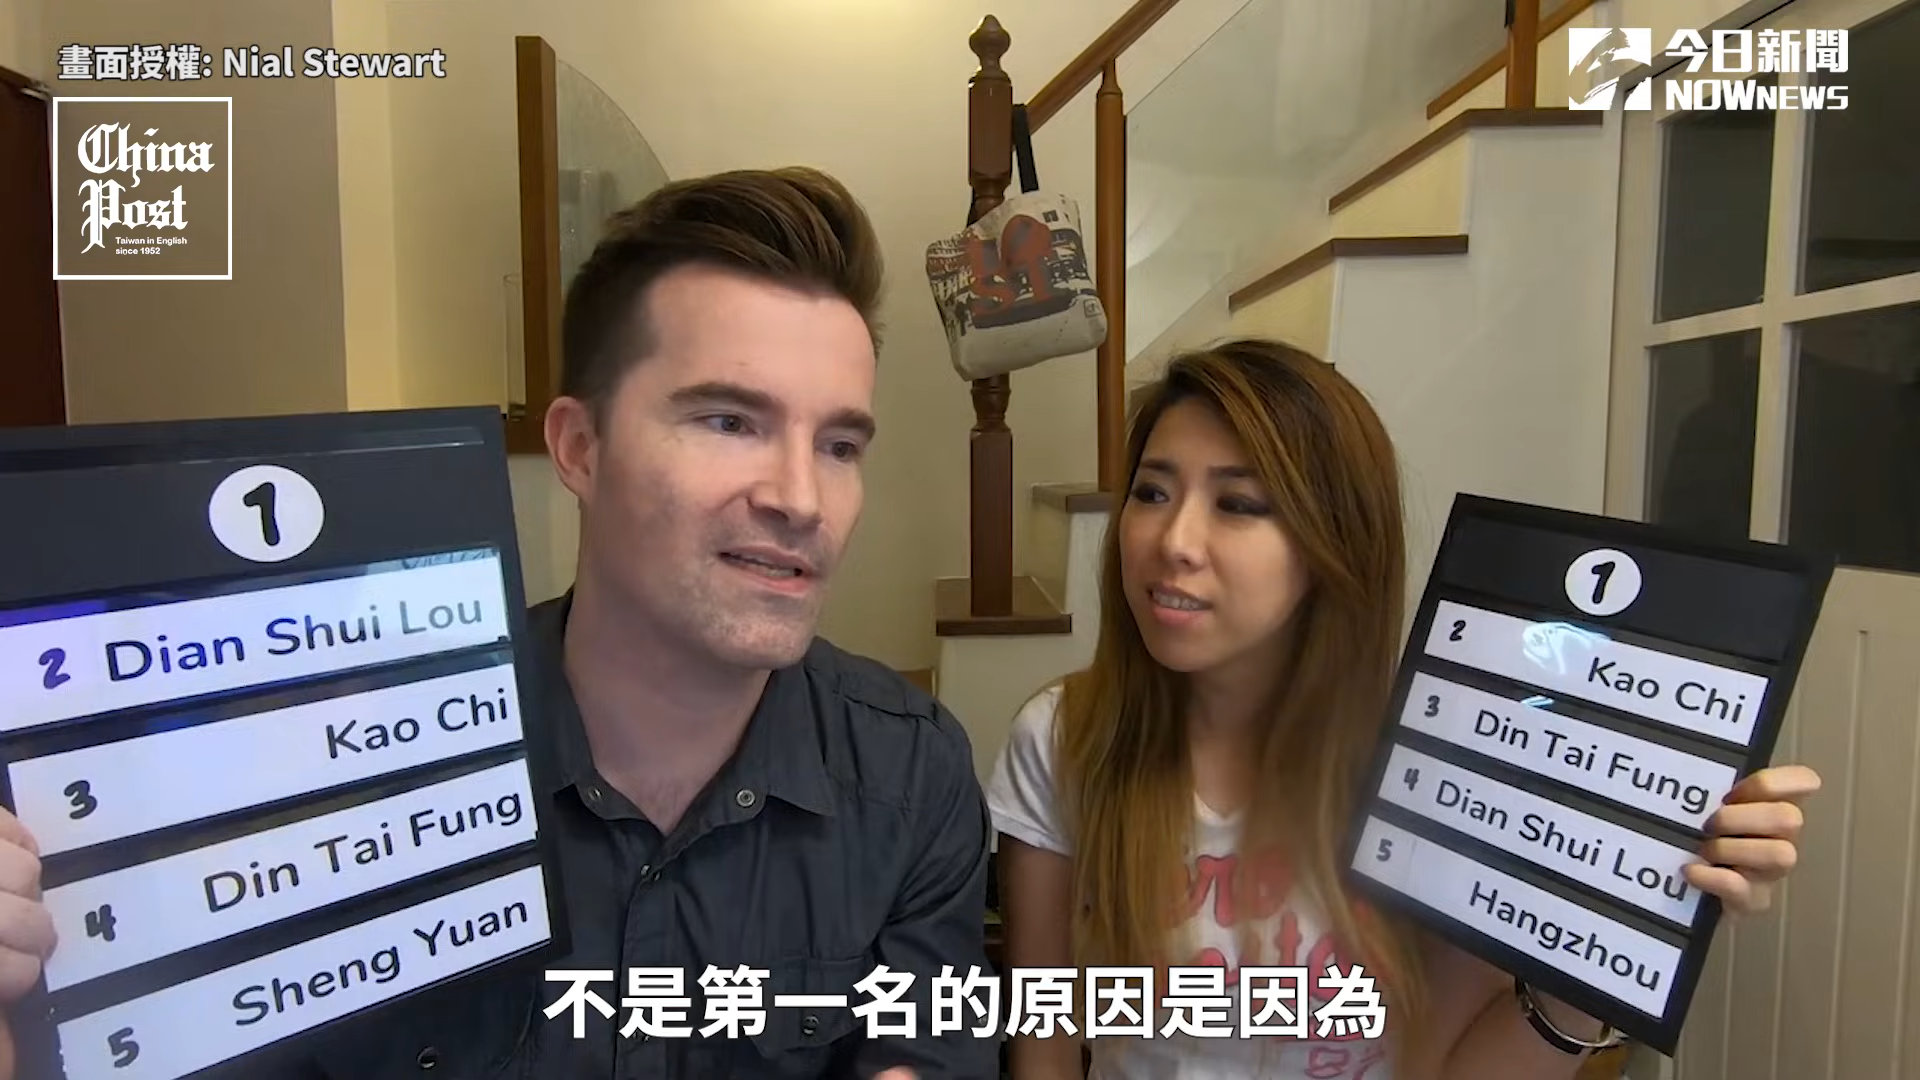 畫面授權: Nial Stewart
China
Post
Taiwan in English
since 1952
今日新聞
NOWNEWS
1
2 Dian Shui Lou
3 Kao Chi
4 Din Tai Fung
5 Sheng Yuan
1
2 Kao Chi
3 Din Tai Fung
4 Dian Shui Lou
5 Hangzhou
不是第一名的原因是因為